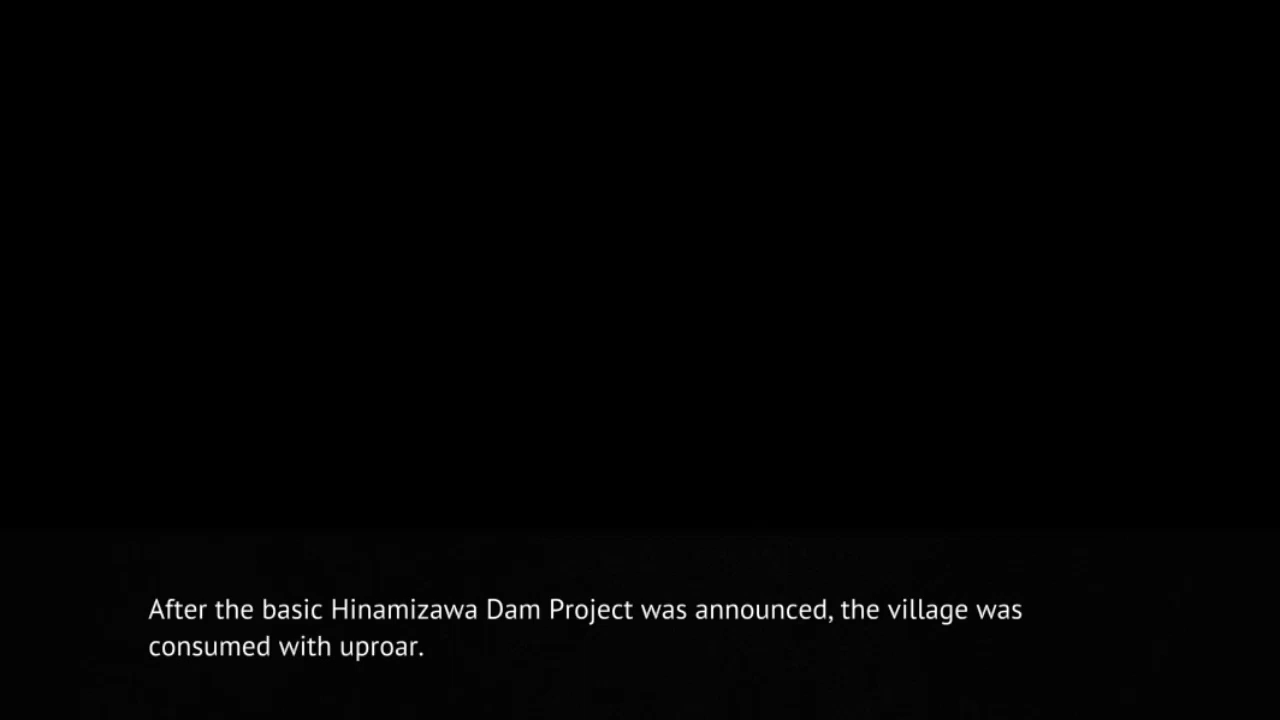 After the basic Hinamizawa Dam Project was announced, the village was
consumed with uproar.